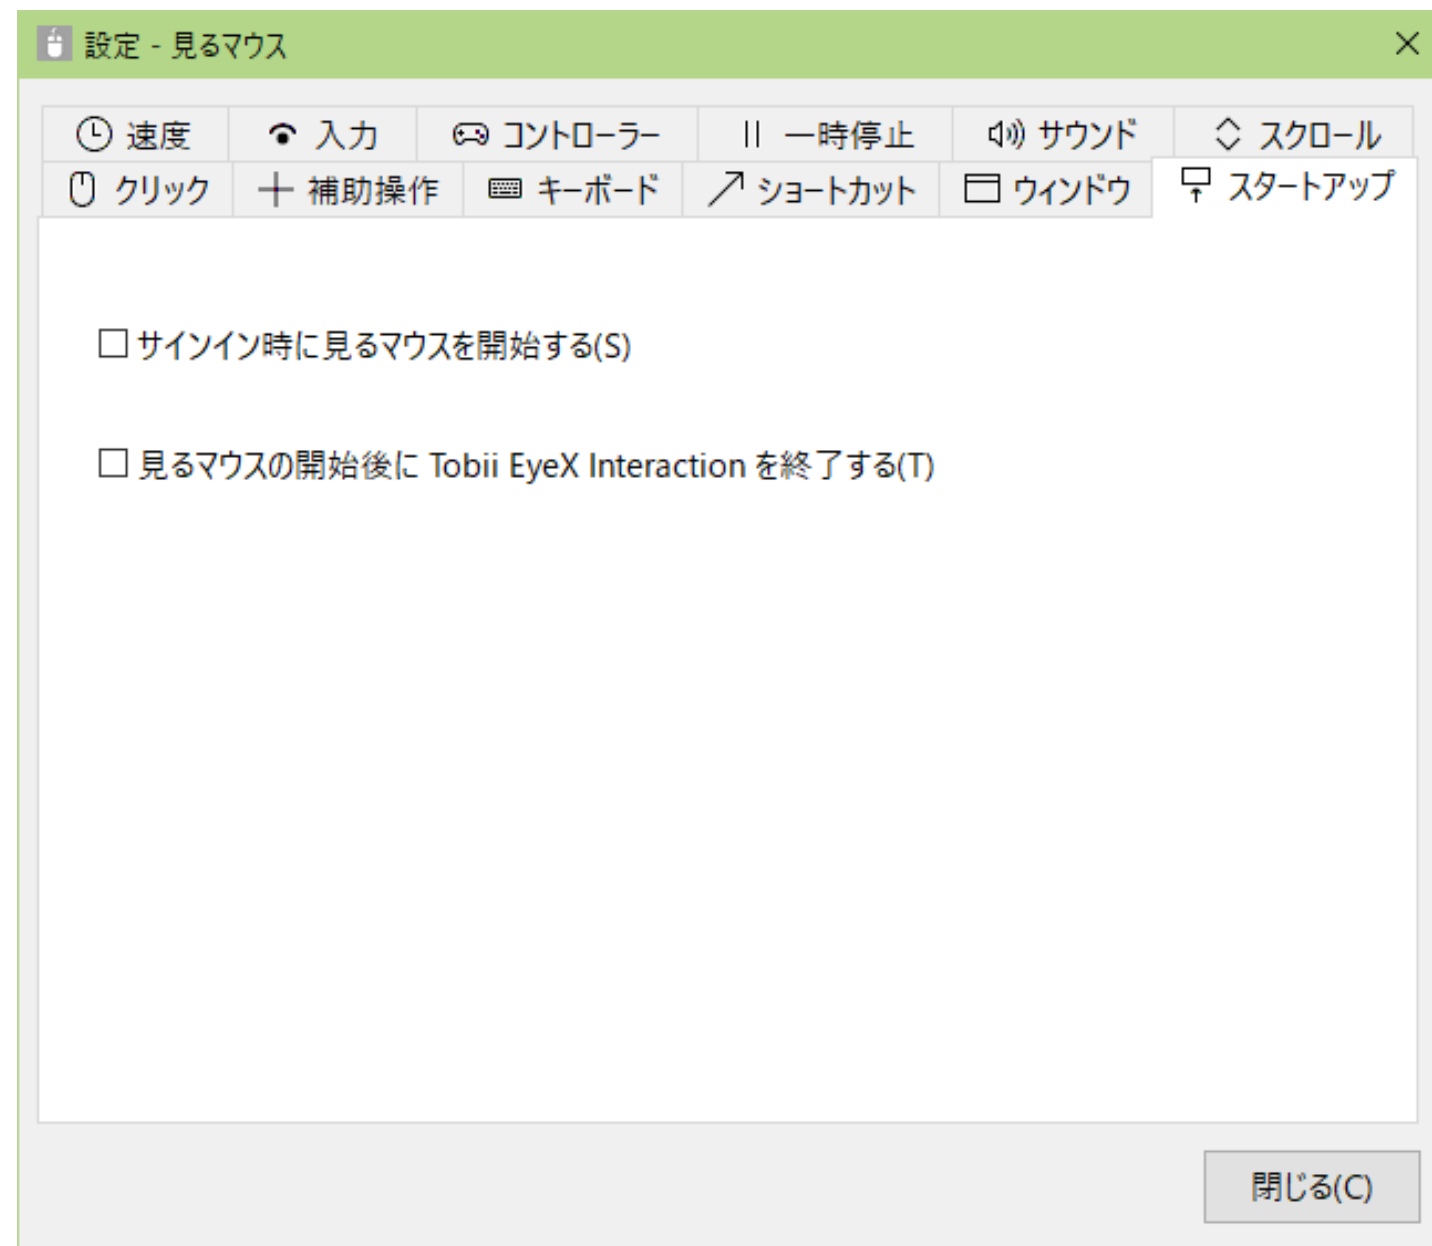 設定 - 見るマウス
速度 入力 コントローラー 一時停止 サウンド スクロール
クリック 補助操作 キーボード ショートカット ウィンドウ スタートアップ
サインイン時に見るマウスを開始する(S)
見るマウスの開始後に Tobii EyeX Interaction を終了する(T)
閉じる(C)